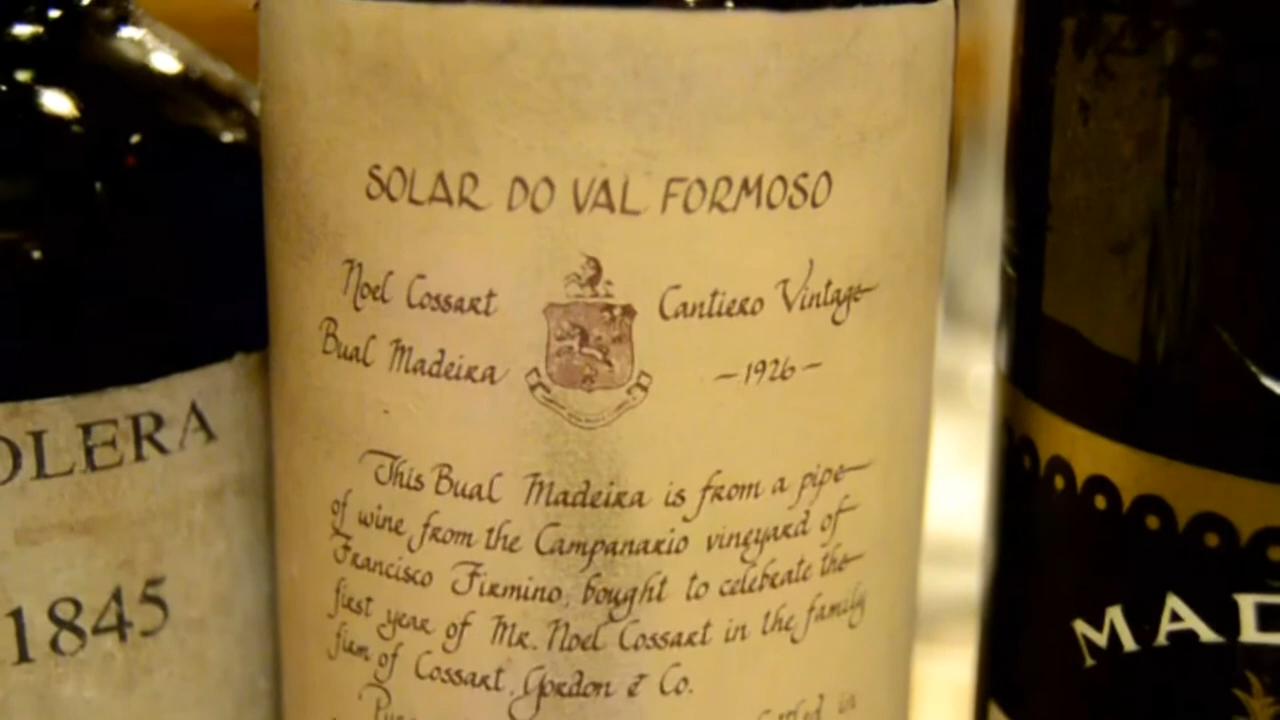 SOLAR DO VAL FORMOSO
Noel Cossart Cantiero Vintage
Bual Madeira -1926-
This Bual Madeira is from a pipe
of wine from the Campanario vineyard of
Francisco Firmino, bought to celebrate the
first year of Mr. Noel Cossart in the family
firm of Cossart, Gordon & Co.
in
OLERA
1845
MAD